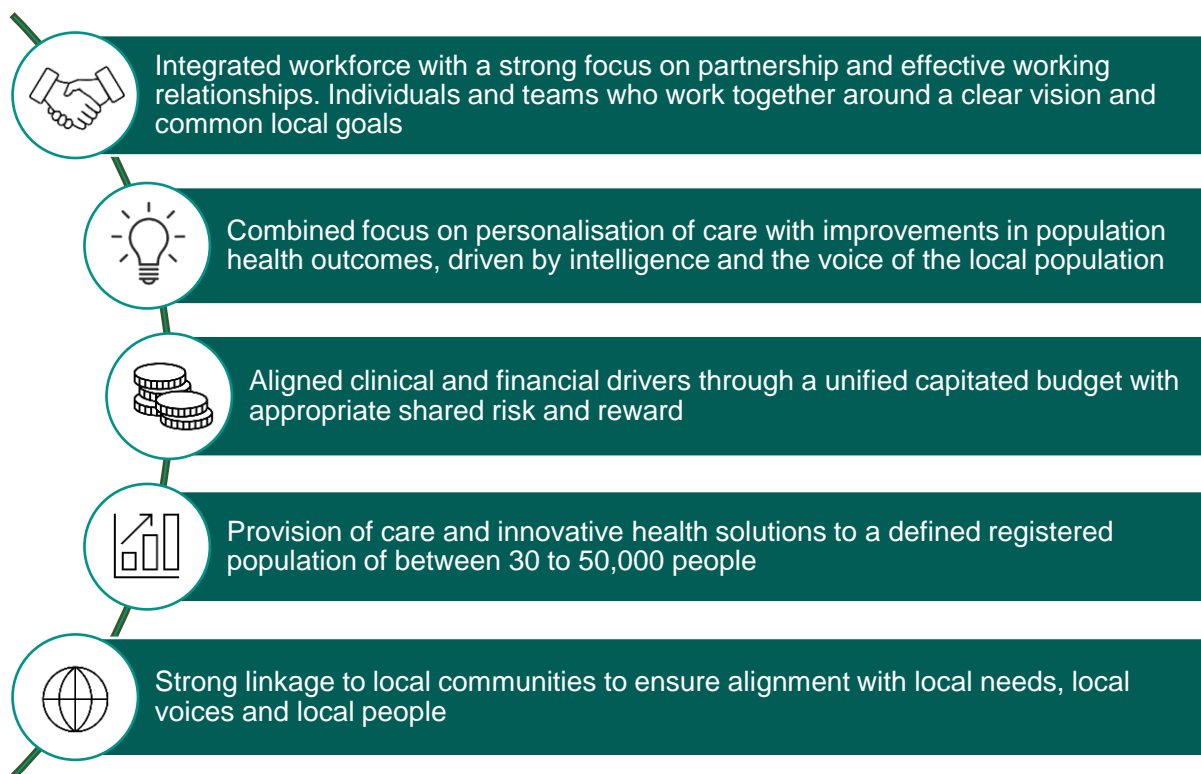 Integrated workforce with a strong focus on partnership and effective working
relationships. Individuals and teams who work together around a clear vision and
common local goals
Combined focus on personalisation of care with improvements in population
health outcomes, driven by intelligence and the voice of the local population
Aligned clinical and financial drivers through a unified capitated budget with
appropriate shared risk and reward
Provision of care and innovative health solutions to a defined registered
population of between 30 to 50,000 people
Strong linkage to local communities to ensure alignment with local needs, local
voices and local people